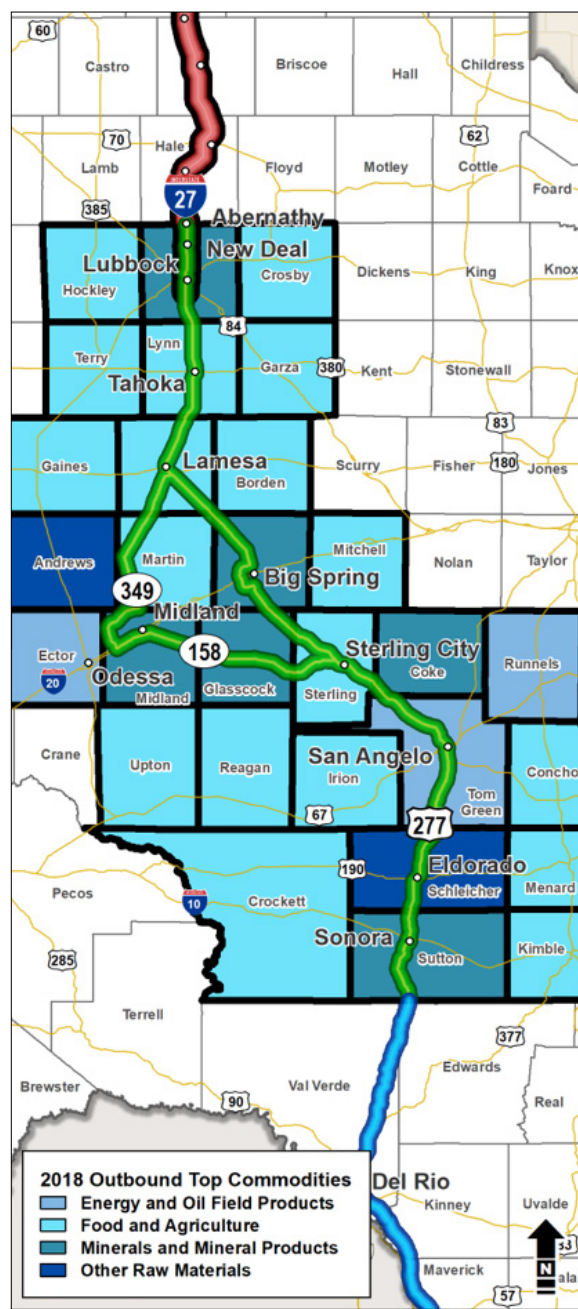 60
Castro
Briscoe
Hall
Childress
70
62
Lamb
Hale
Floyd
Motley
Cottle
Foard
385
INTERSTATE
27
Abernathy
New Deal
Lubbock
Hockley
Crosby
Dickens
King
Knox
84
Terry
Lynn
Garza
380
Kent
Stonewall
Tahoka
83
Gaines
Lamesa
Borden
Scurry
Fisher
180
Jones
Andrews
Martin
Mitchell
Nolan
Taylor
Big Spring
349
Midland
158
Sterling City
Ector
Odessa
20
Midland
Glasscock
Sterling
Coke
Runnels
San Angelo
Crane
Upton
Reagan
Irion
Concho
67
Tom
Green
277
190
Eldorado
Schleicher
Menard
Pecos
Crockett
10
Sonora
Sutton
Kimble
285
Terrell
377
Edwards
Brewster
90
Val Verde
Real
2018 Outbound Top Commodities
Energy and Oil Field Products
Food and Agriculture
Minerals and Mineral Products
Other Raw Materials
Del Rio
Kinney
Uvalde
N
Maverick
57